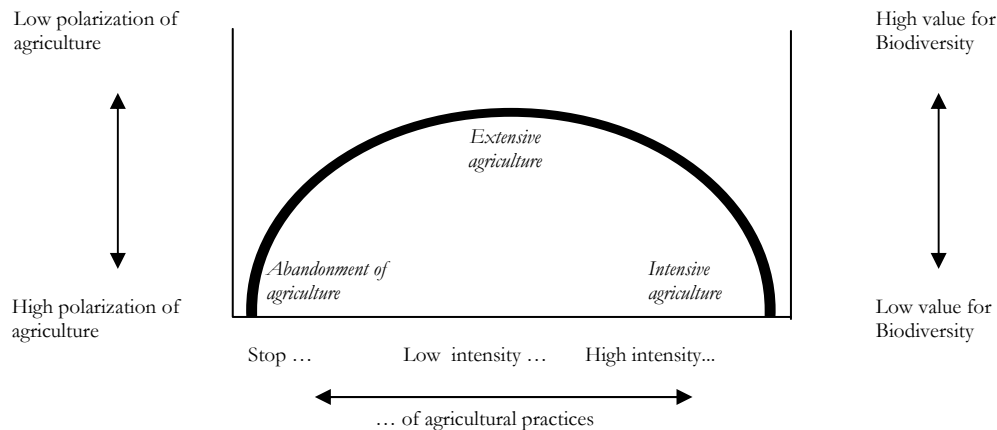 Low polarization of
agriculture
High value for
Biodiversity
Extensive
agriculture
Abandonment of
agriculture
Intensive
agriculture
High polarization of
agriculture
Low value for
Biodiversity
Stop …
Low intensity …
High intensity...
… of agricultural practices